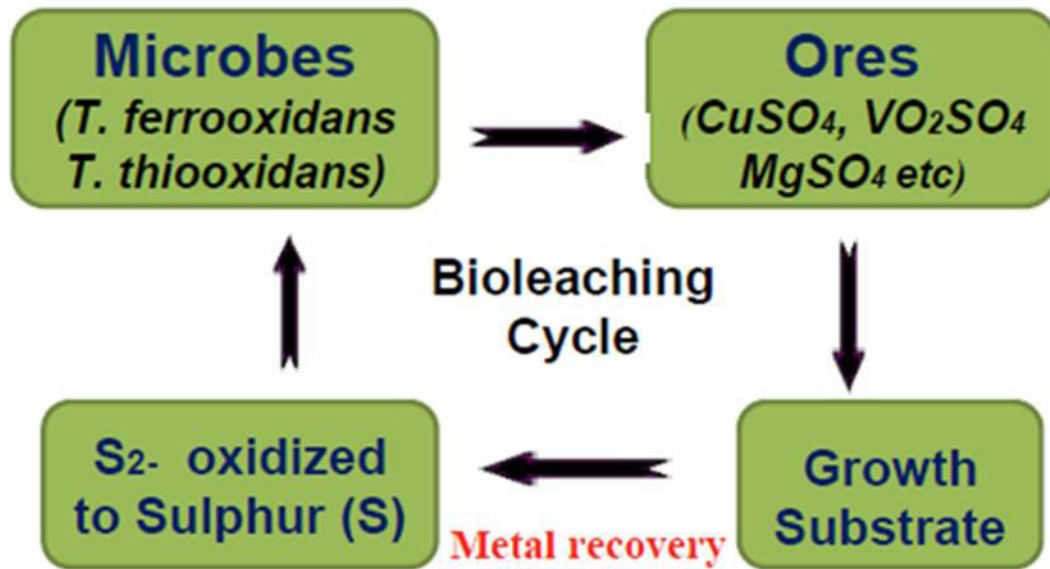 Microbes
(T. ferrooxidans
T. thiooxidans)
Ores
(CuSO4, VO2SO4
MgSO4 etc)
Bioleaching
Cycle
S2- oxidized
to Sulphur (S)
Metal recovery
Growth
Substrate